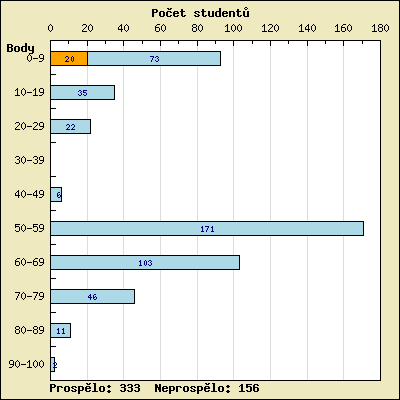 Počet studentů
0 20 40 60 80 100 120 140 160 180
Body
0-9 20 73
10-19 35
20-29 22
30-39
40-49 6
50-59 171
60-69 103
70-79 46
80-89 11
90-100 2
Prospělo: 333 Neprospělo: 156